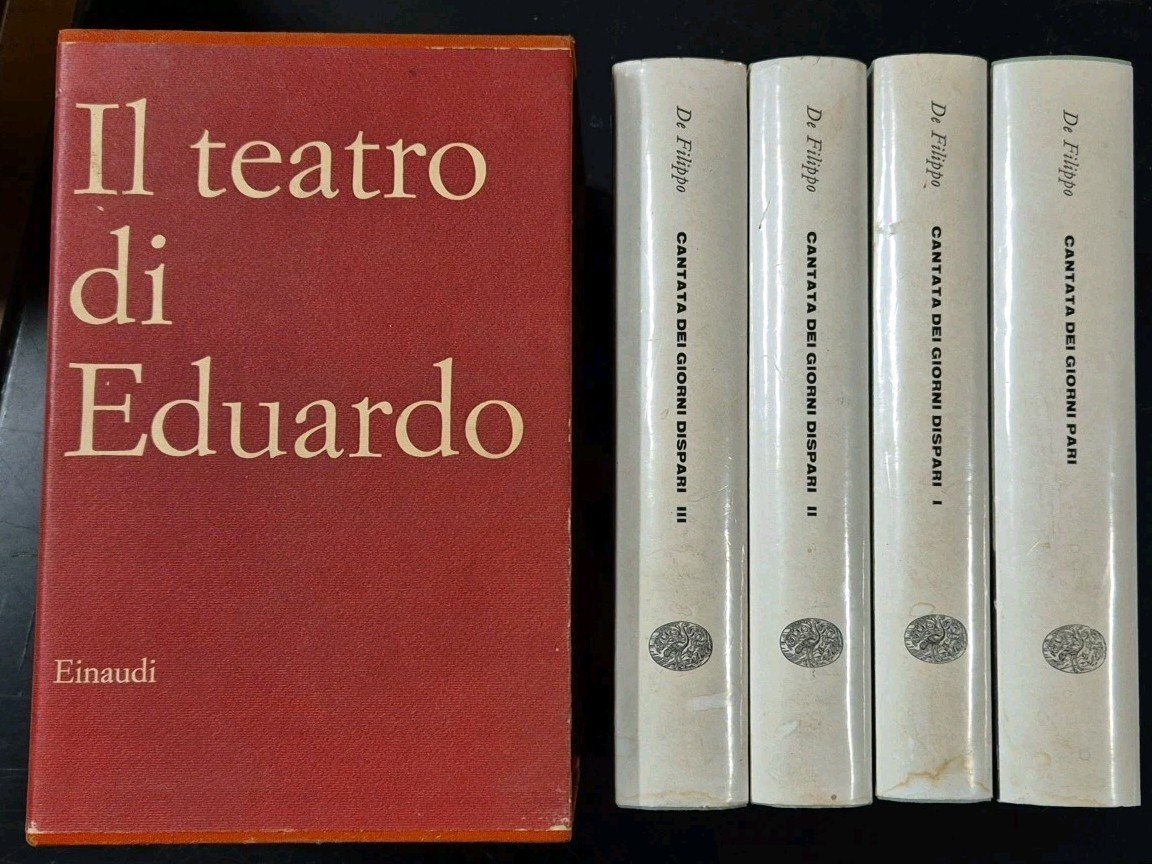 Il teatro
di
Eduardo
Einaudi
De Filippo CANTATA DEI GIORNI DISPARI III
De Filippo CANTATA DEI GIORNI DISPARI II
De Filippo CANTATA DEI GIORNI DISPARI I
De Filippo CANTATA DEI GIORNI PARI